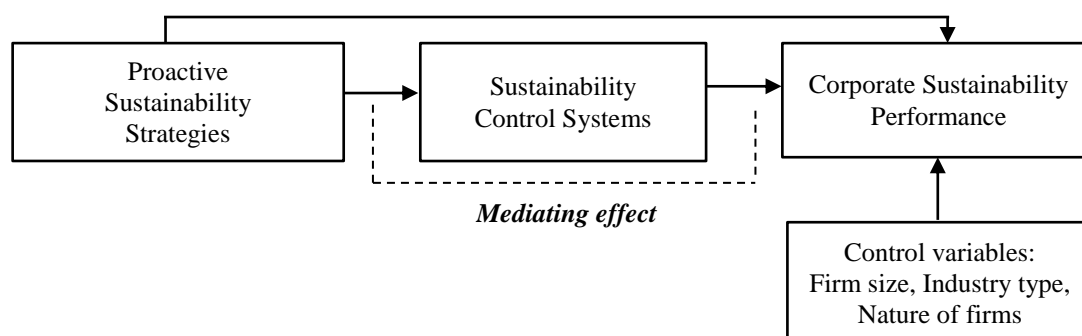 Proactive
Sustainability
Strategies
Sustainability
Control Systems
Corporate Sustainability
Performance
Mediating effect
Control variables:
Firm size, Industry type,
Nature of firms